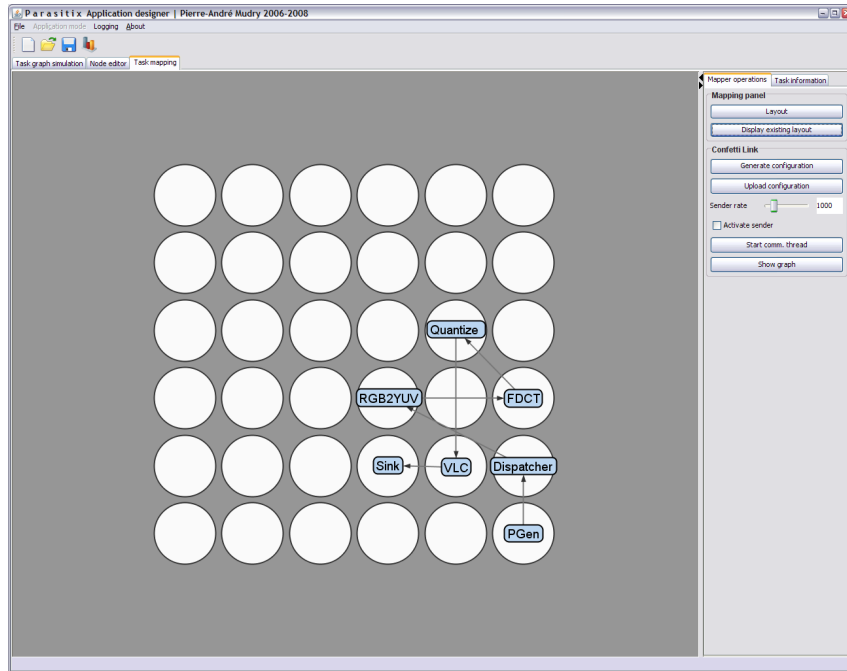 Parasitix Application designer | Pierre-André Mudry 2006-2008
File Application mode Logging About
Task graph simulation Node editor Task mapping
Mapper operations Task information
Mapping panel
Layout
Display existing layout
Confetti Link
Generate configuration
Upload configuration
Sender rate 1000
Activate sender
Start comm. thread
Show graph
Quantize
RGB2YUV FDCT
Sink VLC Dispatcher
PGen